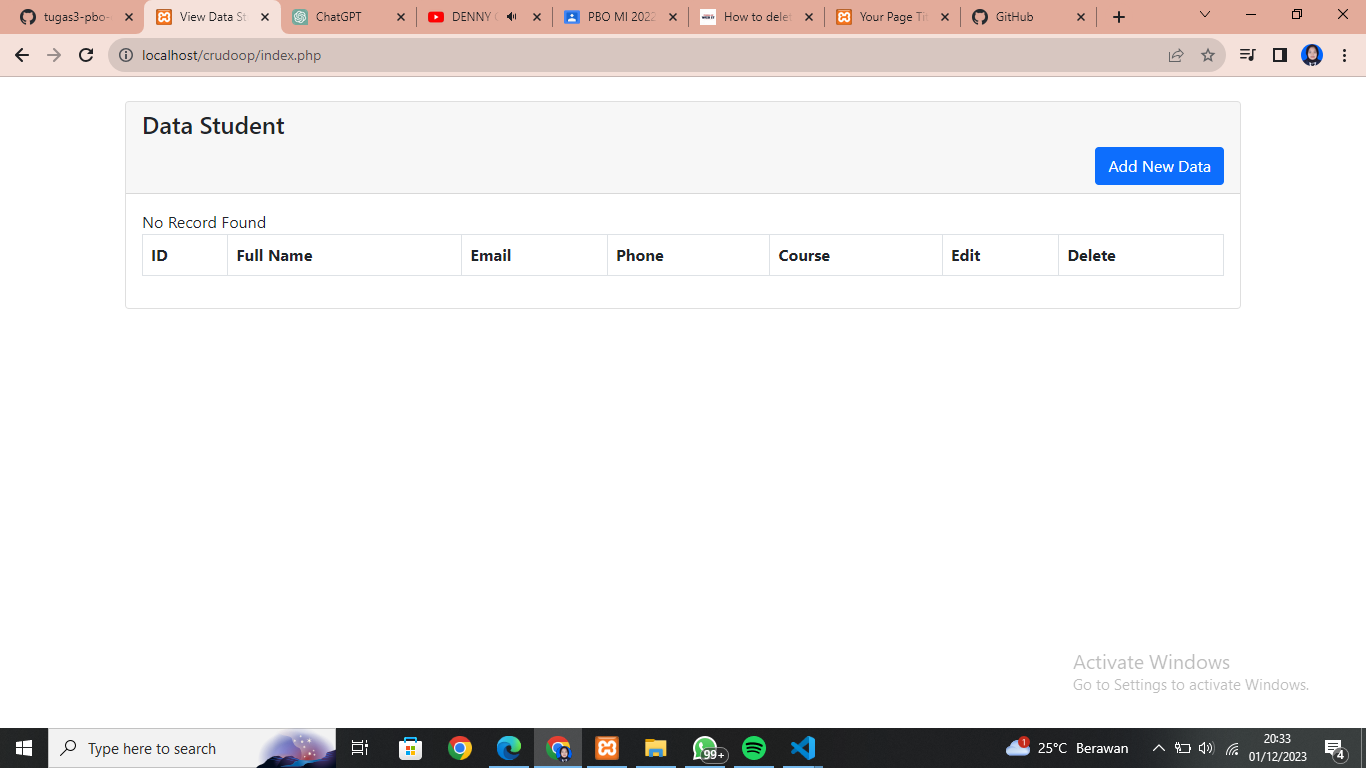 tugas3-pbo-
View Data St
ChatGPT
DENNY
PBO MI 2022
How to delet
Your Page Tit
GitHub
localhost/crudoop/index.php
Data Student
Add New Data
No Record Found
ID Full Name Email Phone Course Edit Delete
Activate Windows
Go to Settings to activate Windows.
Type here to search
99+
1
25°C Berawan
20:33
01/12/2023
4